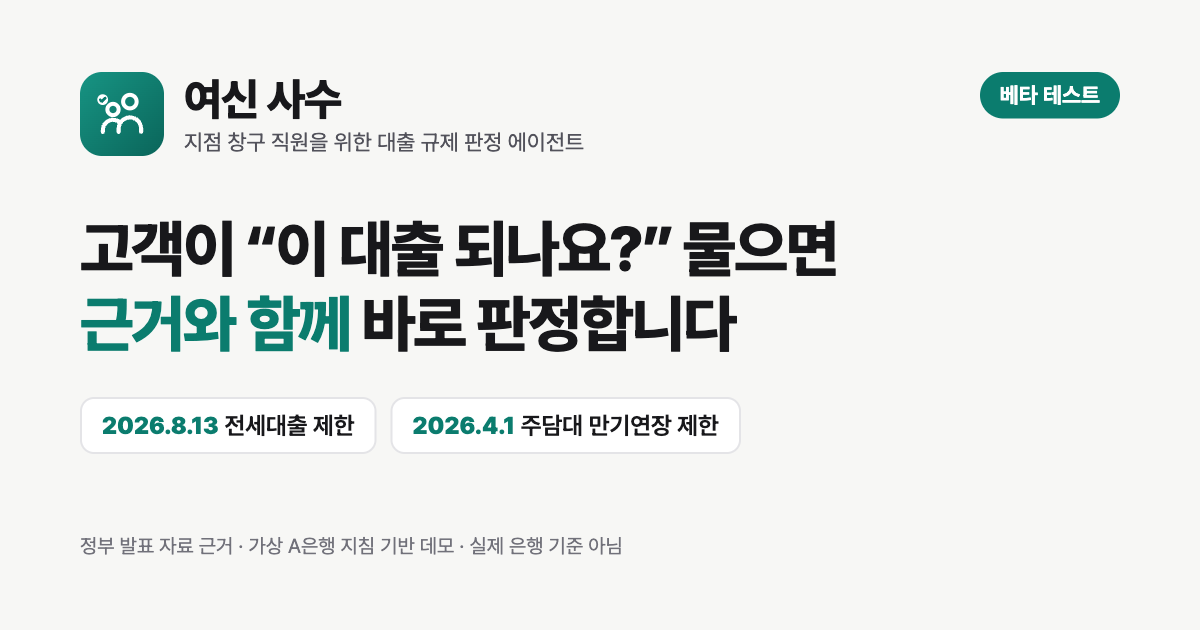 여신 사수
지점 창구 직원을 위한 대출 규제 판정 에이전트
베타 테스트
고객이 “이 대출 되나요?” 물으면
근거와 함께 바로 판정합니다
2026.8.13 전세대출 제한
2026.4.1 주담대 만기연장 제한
정부 발표 자료 근거 · 가상 A은행 지침 기반 데모 · 실제 은행 기준 아님